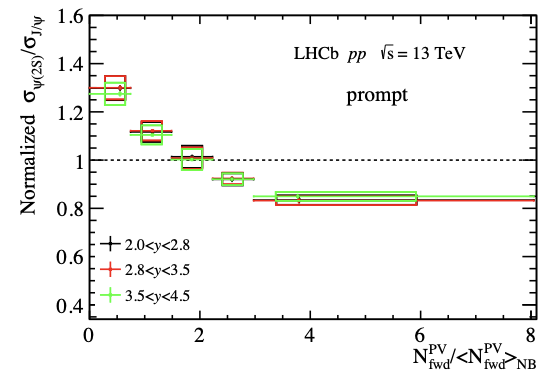 Normalized σψ(2S)/σJ/ψ
1.6
1.4
1.2
1
0.8
0.6
0.4
LHCb pp √s = 13 TeV
prompt
2.0<y<2.8
2.8<y<3.5
3.5<y<4.5
0 2 4 6 8
N^PV_fwd/<N^PV_fwd>_NB